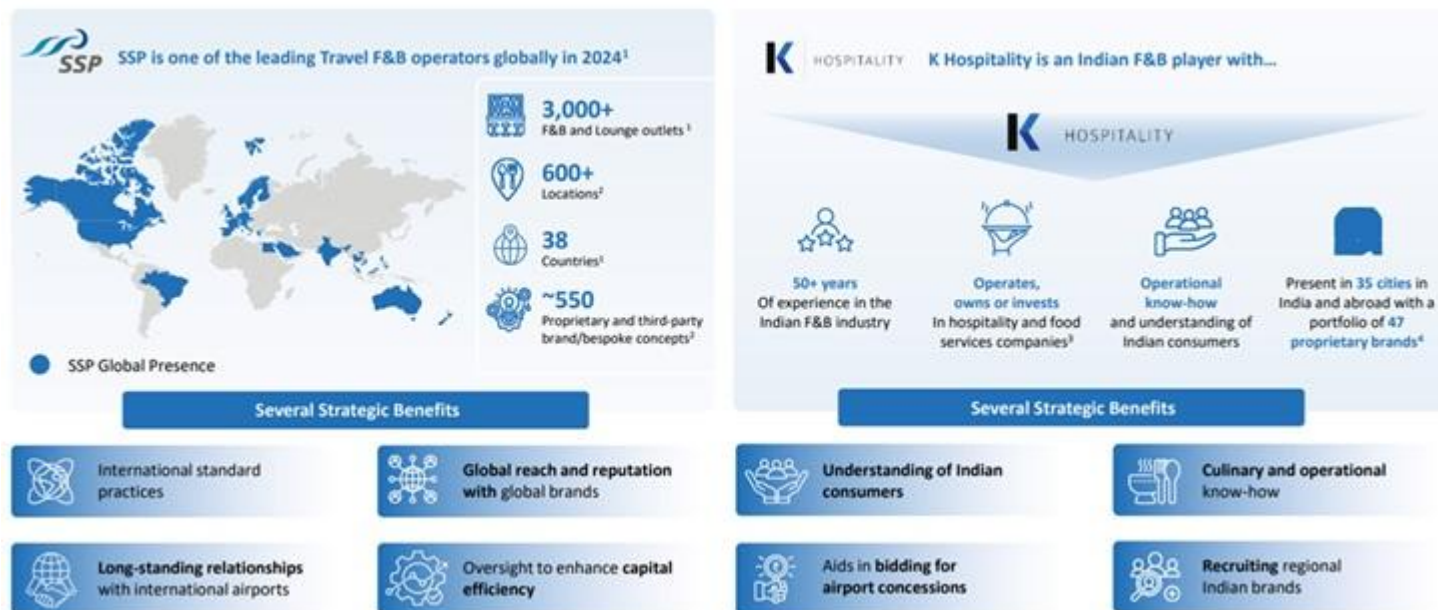 SSP
SSP is one of the leading Travel F&B operators globally in 2024¹
3,000+
F&B and Lounge outlets ¹
600+
Locations²
38
Countries¹
~550
Proprietary and third-party
brand/bespoke concepts²
SSP Global Presence
Several Strategic Benefits
International standard
practices
Global reach and reputation
with global brands
Long-standing relationships
with international airports
Oversight to enhance capital
efficiency
K HOSPITALITY
K Hospitality is an Indian F&B player with...
K HOSPITALITY
50+ years
Of experience in the
Indian F&B industry
Operates,
owns or invests
In hospitality and food
services companies³
Operational
know-how
and understanding of
Indian consumers
Present in 35 cities in
India and abroad with a
portfolio of 47
proprietary brands⁴
Several Strategic Benefits
Understanding of Indian
consumers
Culinary and operational
know-how
Aids in bidding for
airport concessions
Recruiting regional
Indian brands